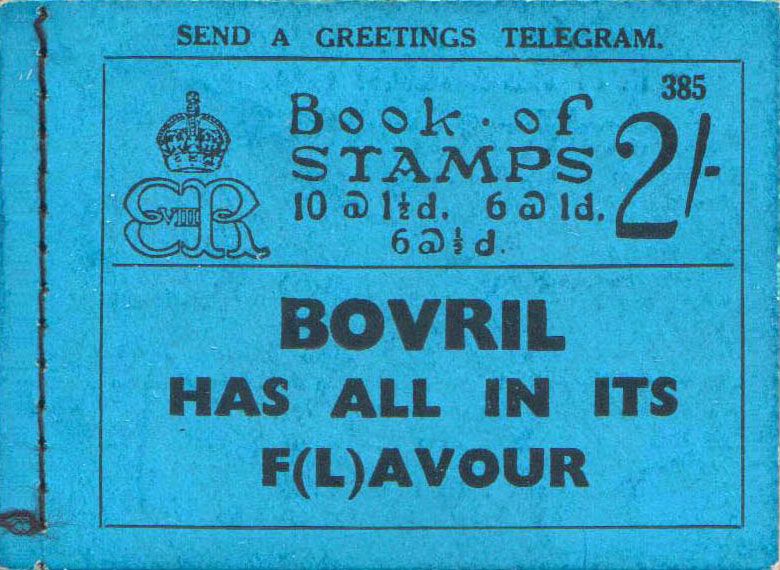 SEND A GREETINGS TELEGRAM.
385
Book · of
STAMPS
2/-
10 @ 1½d. 6 @ 1d.
6 @ ½d.
E VIII R
BOVRIL
HAS ALL IN ITS
F(L)AVOUR